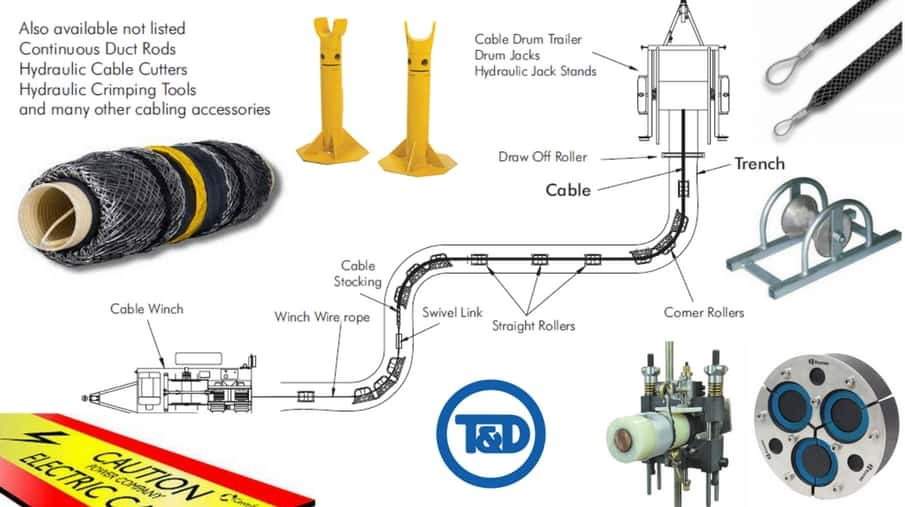 Also available not listed
Continuous Duct Rods
Hydraulic Cable Cutters
Hydraulic Crimping Tools
and many other cabling accessories
Cable Drum Trailer
Drum Jacks
Hydraulic Jack Stands
Draw Off Roller
Trench
Cable
Cable
Stocking
Cable Winch
Winch Wire rope
Swivel Link
Straight Rollers
Corner Rollers
T&D
CAUTION
POWER COMPANY
ELECTRIC